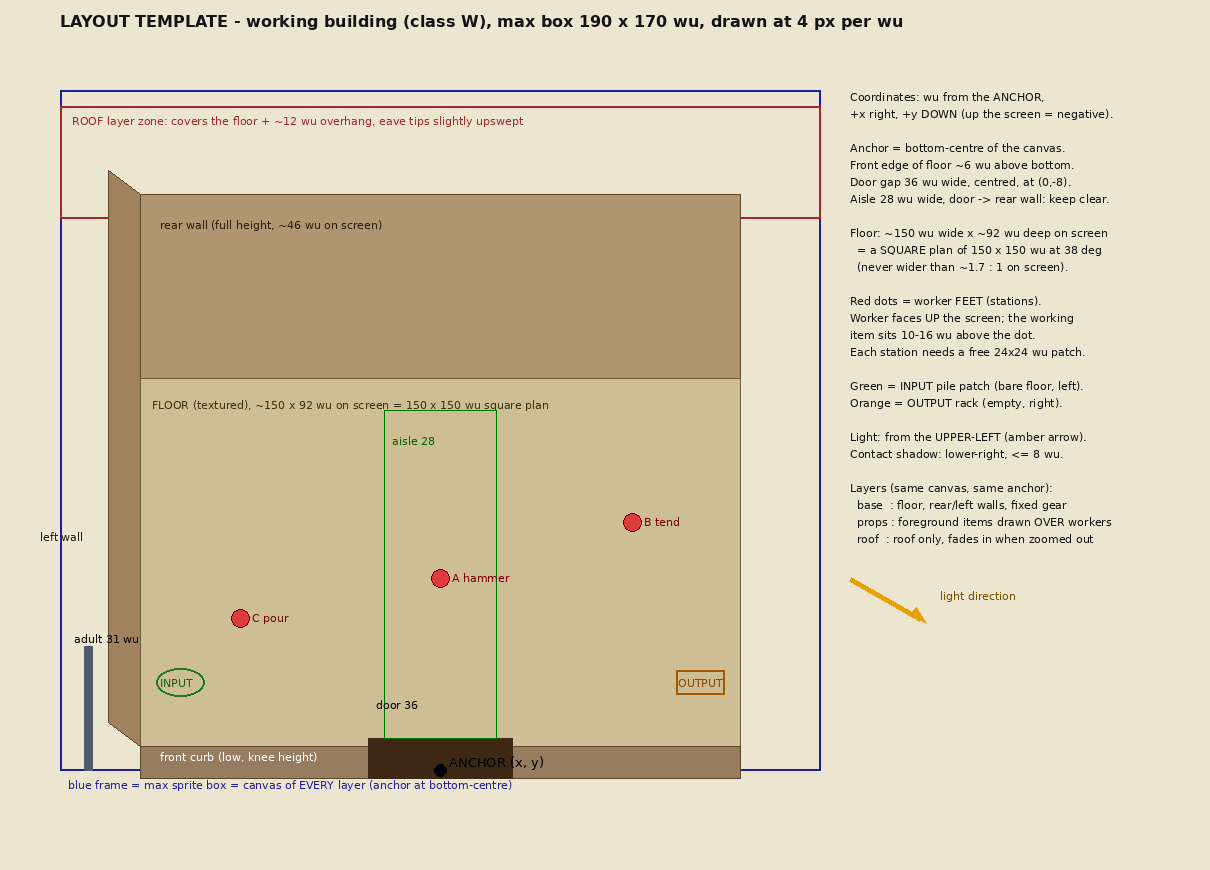 LAYOUT TEMPLATE - working building (class W), max box 190 x 170 wu, drawn at 4 px per wu
ROOF layer zone: covers the floor + ~12 wu overhang, eave tips slightly upswept
rear wall (full height, ~46 wu on screen)
FLOOR (textured), ~150 x 92 wu on screen = 150 x 150 wu square plan
aisle 28
B tend
left wall
A hammer
C pour
adult 31 wu
INPUT
OUTPUT
door 36
front curb (low, knee height)
ANCHOR (x, y)
blue frame = max sprite box = canvas of EVERY layer (anchor at bottom-centre)
Coordinates: wu from the ANCHOR,
+x right, +y DOWN (up the screen = negative).
Anchor = bottom-centre of the canvas.
Front edge of floor ~6 wu above bottom.
Door gap 36 wu wide, centred, at (0,-8).
Aisle 28 wu wide, door -> rear wall: keep clear.
Floor: ~150 wu wide x ~92 wu deep on screen
= a SQUARE plan of 150 x 150 wu at 38 deg
(never wider than ~1.7 : 1 on screen).
Red dots = worker FEET (stations).
Worker faces UP the screen; the working
item sits 10-16 wu above the dot.
Each station needs a free 24x24 wu patch.
Green = INPUT pile patch (bare floor, left).
Orange = OUTPUT rack (empty, right).
Light: from the UPPER-LEFT (amber arrow).
Contact shadow: lower-right, <= 8 wu.
Layers (same canvas, same anchor):
base : floor, rear/left walls, fixed gear
props : foreground items drawn OVER workers
roof : roof only, fades in when zoomed out
light direction